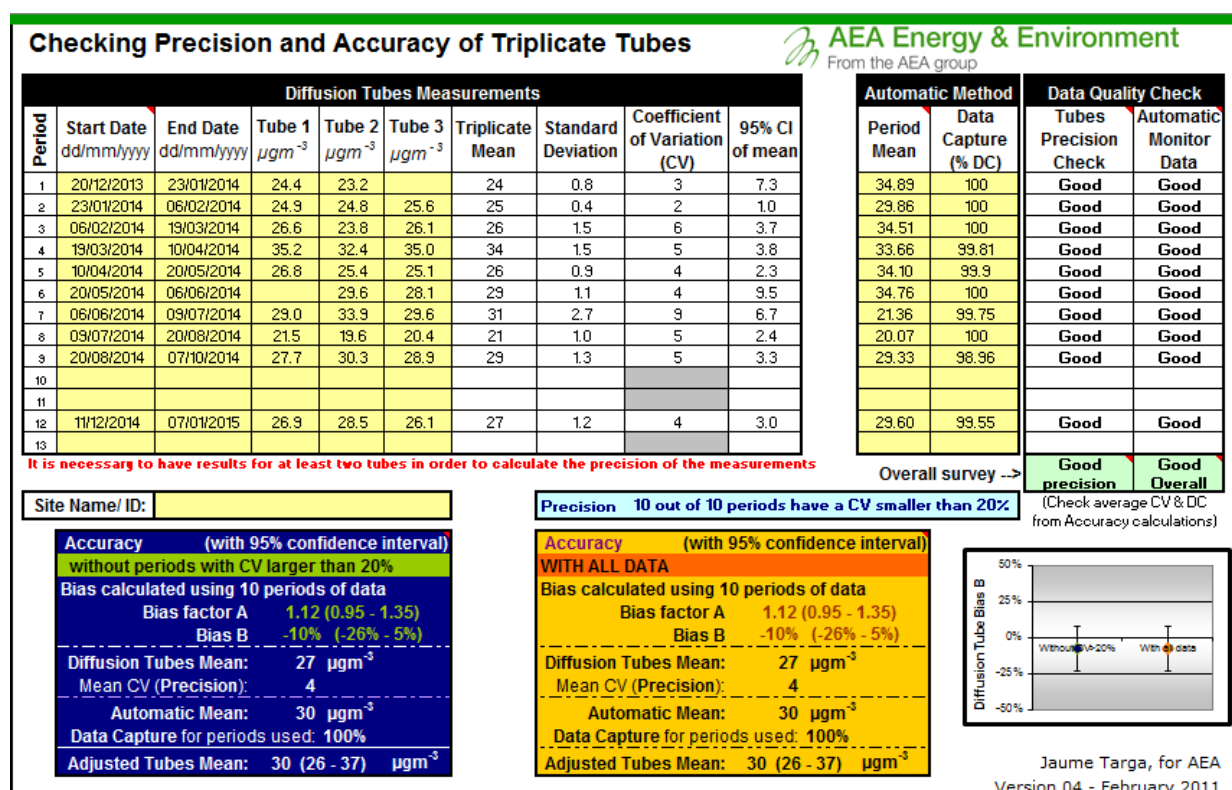 Checking Precision and Accuracy of Triplicate Tubes
AEA Energy & Environment
From the AEA group
Diffusion Tubes Measurements
Automatic Method
Data Quality Check
Period Start Date dd/mm/yyyy End Date dd/mm/yyyy Tube 1 µgm⁻³ Tube 2 µgm⁻³ Tube 3 µgm⁻³ Triplicate Mean Standard Deviation Coefficient of Variation (CV) 95% CI of mean Period Mean Data Capture (% DC) Tubes Precision Check Automatic Monitor Data
1 20/12/2013 23/01/2014 24.4 23.2 24 0.8 3 7.3 34.89 100 Good Good
2 23/01/2014 06/02/2014 24.9 24.8 25.6 25 0.4 2 1.0 29.86 100 Good Good
3 06/02/2014 19/03/2014 26.6 23.8 26.1 26 1.5 6 3.7 34.51 100 Good Good
4 19/03/2014 10/04/2014 35.2 32.4 35.0 34 1.5 5 3.8 33.66 99.81 Good Good
5 10/04/2014 20/05/2014 26.8 25.4 25.1 26 0.9 4 2.3 34.10 99.9 Good Good
6 20/05/2014 06/06/2014 29.6 28.1 29 1.1 4 9.5 34.76 100 Good Good
7 06/06/2014 09/07/2014 29.0 33.9 29.6 31 2.7 9 6.7 21.36 99.75 Good Good
8 09/07/2014 20/08/2014 21.5 19.6 20.4 21 1.0 5 2.4 20.07 100 Good Good
9 20/08/2014 07/10/2014 27.7 30.3 28.9 29 1.3 5 3.3 29.33 98.96 Good Good
10
11
12 11/12/2014 07/01/2015 26.9 28.5 26.1 27 1.2 4 3.0 29.60 99.55 Good Good
13
It is necessary to have results for at least two tubes in order to calculate the precision of the measurements
Overall survey --> Good precision Good Overall
(Check average CV & DC from Accuracy calculations)
Site Name/ ID:
Precision 10 out of 10 periods have a CV smaller than 20%
Accuracy (with 95% confidence interval)
without periods with CV larger than 20%
Bias calculated using 10 periods of data
Bias factor A 1.12 (0.95 - 1.35)
Bias B -10% (-26% - 5%)
Diffusion Tubes Mean: 27 µgm⁻³
Mean CV (Precision): 4
Automatic Mean: 30 µgm⁻³
Data Capture for periods used: 100%
Adjusted Tubes Mean: 30 (26 - 37) µgm⁻³
Accuracy (with 95% confidence interval)
WITH ALL DATA
Bias calculated using 10 periods of data
Bias factor A 1.12 (0.95 - 1.35)
Bias B -10% (-26% - 5%)
Diffusion Tubes Mean: 27 µgm⁻³
Mean CV (Precision): 4
Automatic Mean: 30 µgm⁻³
Data Capture for periods used: 100%
Adjusted Tubes Mean: 30 (26 - 37) µgm⁻³
Diffusion Tube Bias B
50%
25%
0%
-25%
-50%
Without CV>20%
With all data
Jaume Targa, for AEA
Version 04 - February 2011